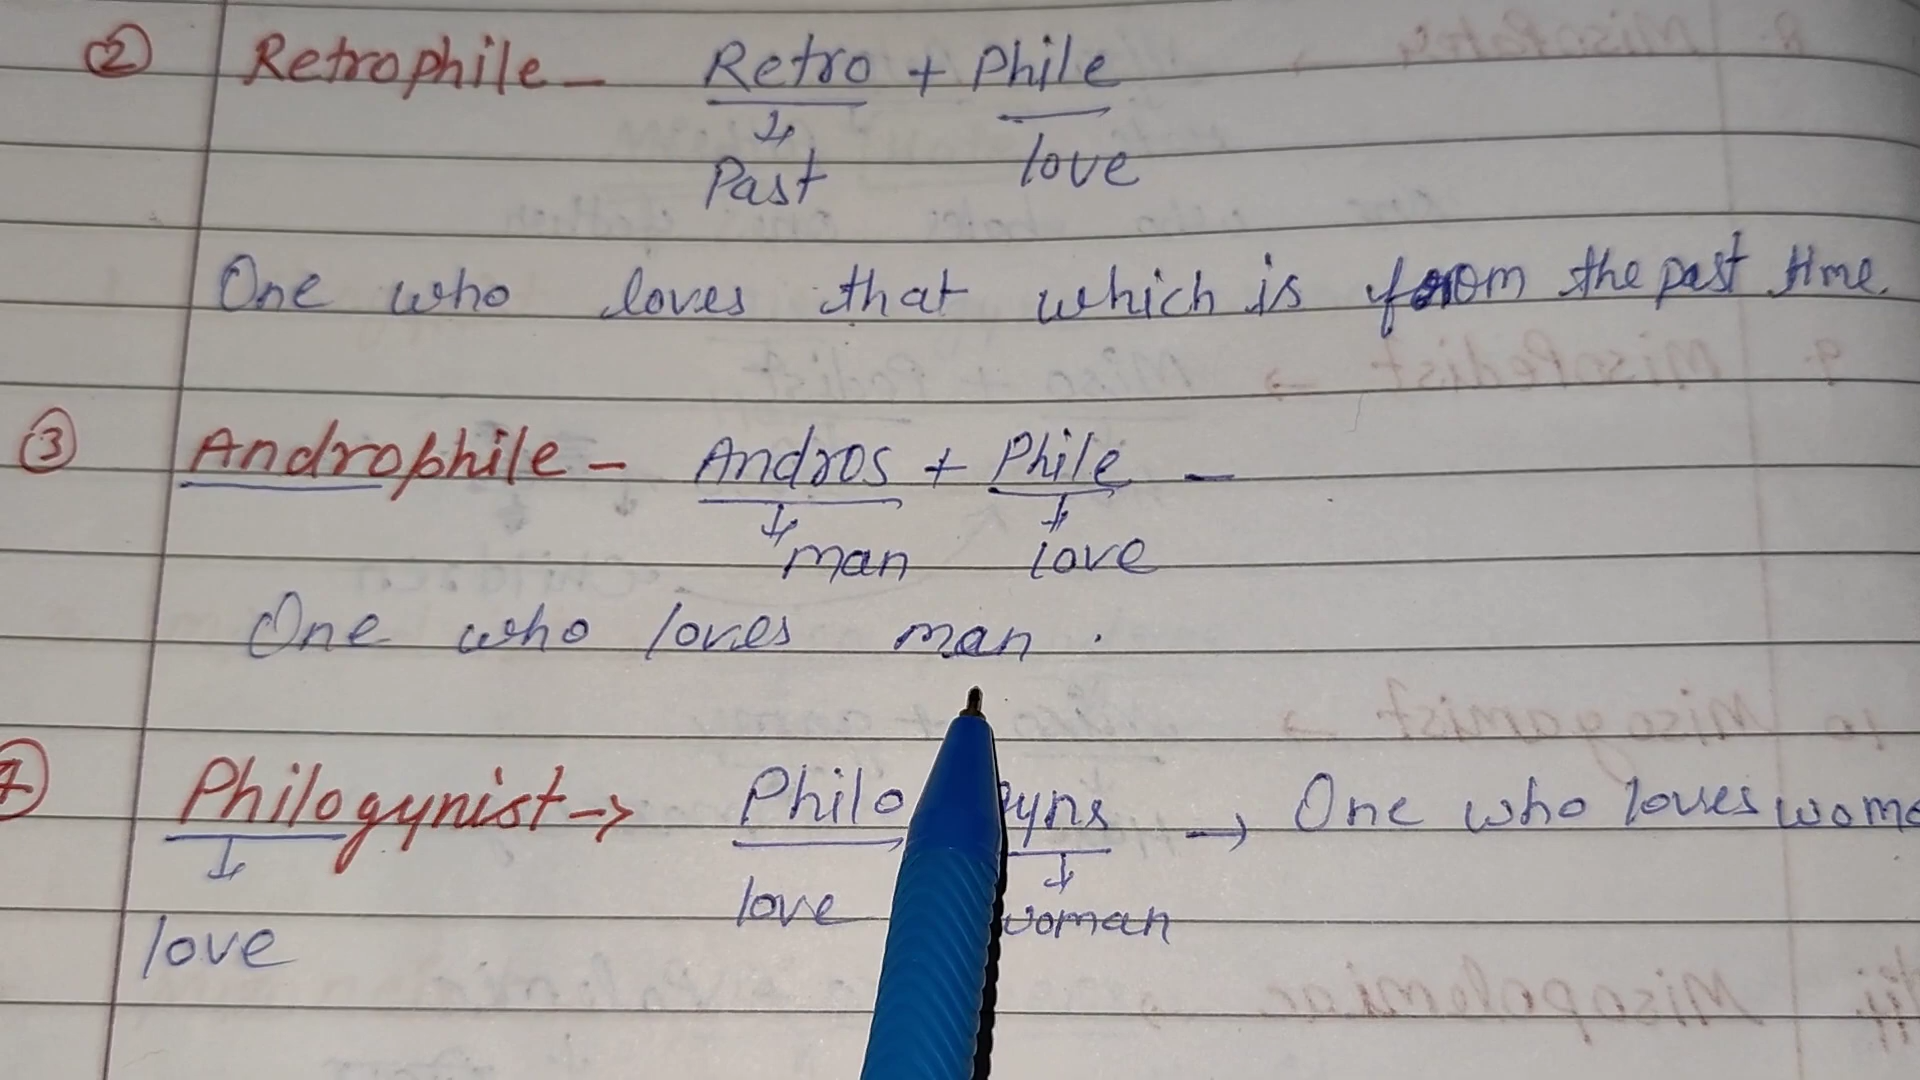 ② Retrophile – Retro + Phile
Past love
One who loves that which is from the past time.
③ Androphile – Andros + Phile –
man love
One who loves man.
Philogynist → Philo yns → One who loves
love woman
love